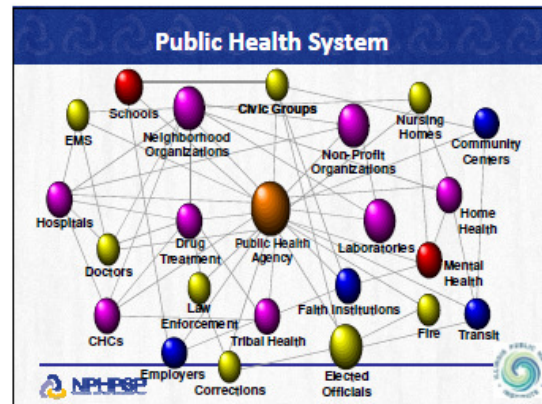 Public Health System
Schools
Civic Groups
EMS
Neighborhood
Organizations
Nursing
Homes
Non-Profit
Organizations
Community
Centers
Hospitals
Drug
Treatment
Public Health
Agency
Laboratories
Home
Health
Doctors
Mental
Health
Law
Enforcement
Faith Institutions
CHCs
Tribal Health
Fire
Transit
Employers
Corrections
Elected
Officials
NPHPSP